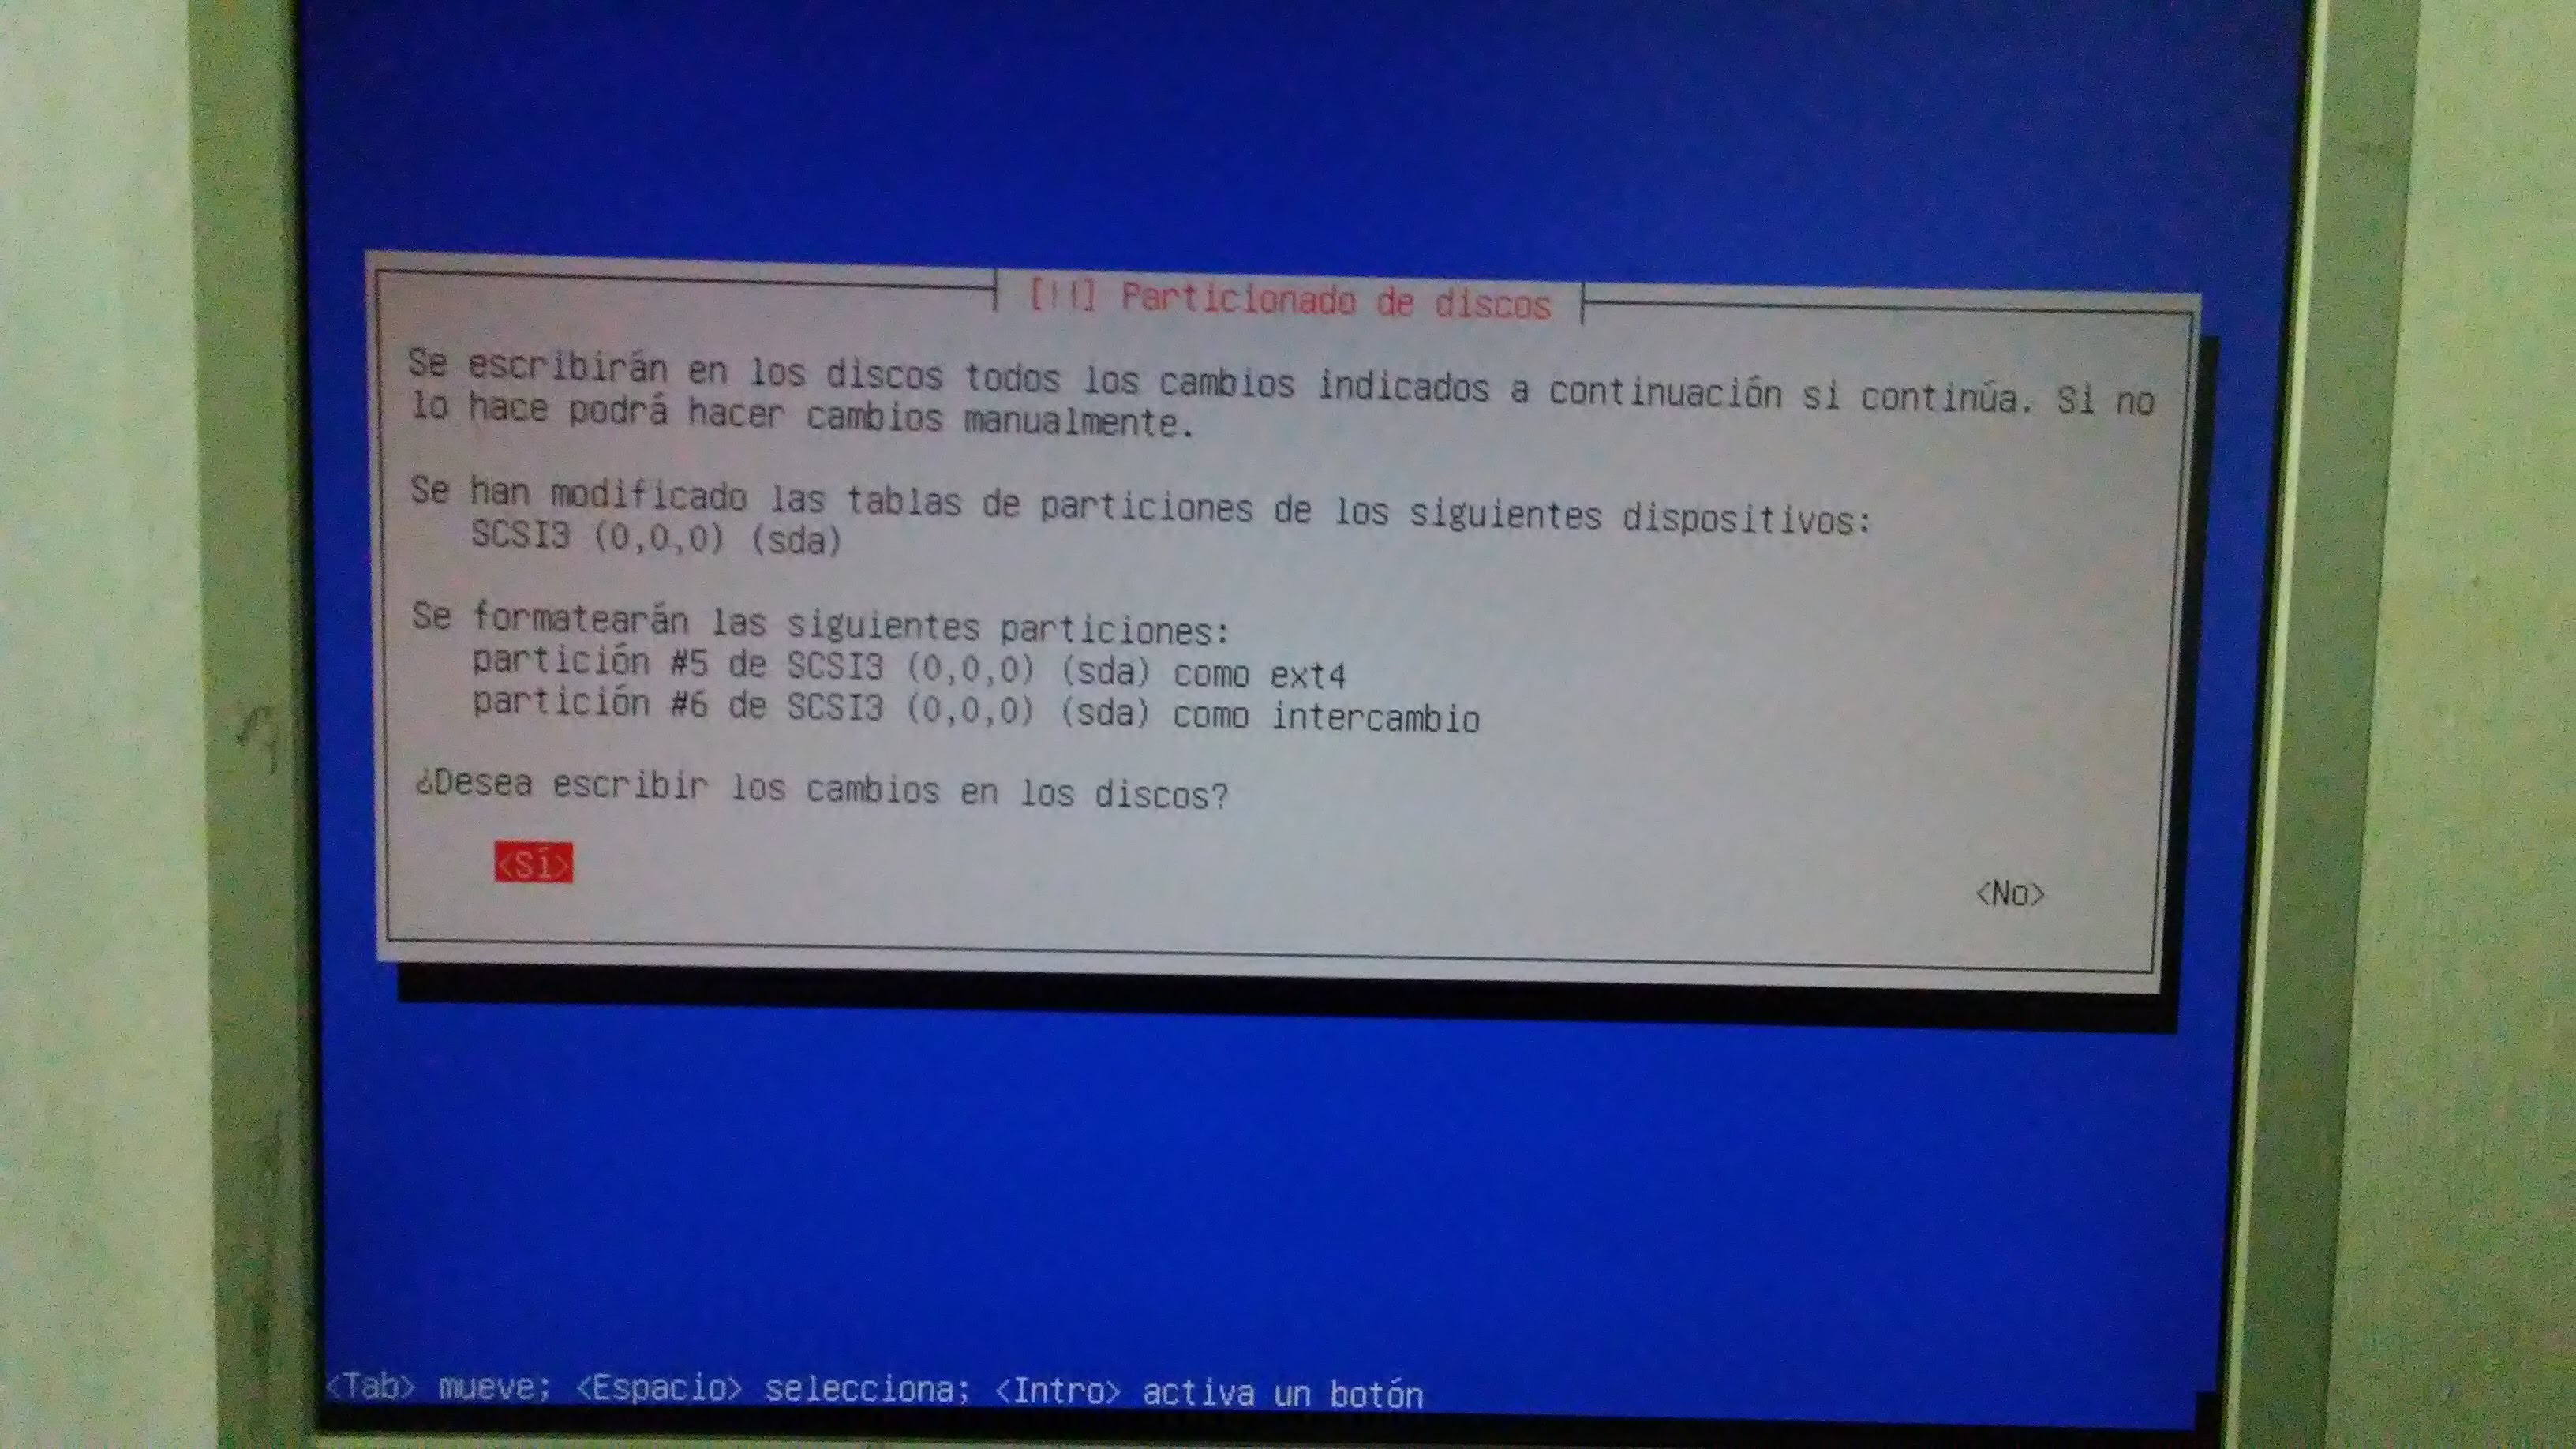 [!!] Particionado de discos
Se escribirán en los discos todos los cambios indicados a continuación si continúa. Si no
lo hace podrá hacer cambios manualmente.
Se han modificado las tablas de particiones de los siguientes dispositivos:
SCSI3 (0,0,0) (sda)
Se formatearán las siguientes particiones:
partición #5 de SCSI3 (0,0,0) (sda) como ext4
partición #6 de SCSI3 (0,0,0) (sda) como intercambio
¿Desea escribir los cambios en los discos?
<Sí>
<No>
<Tab> mueve; <Espacio> selecciona; <Intro> activa un botón